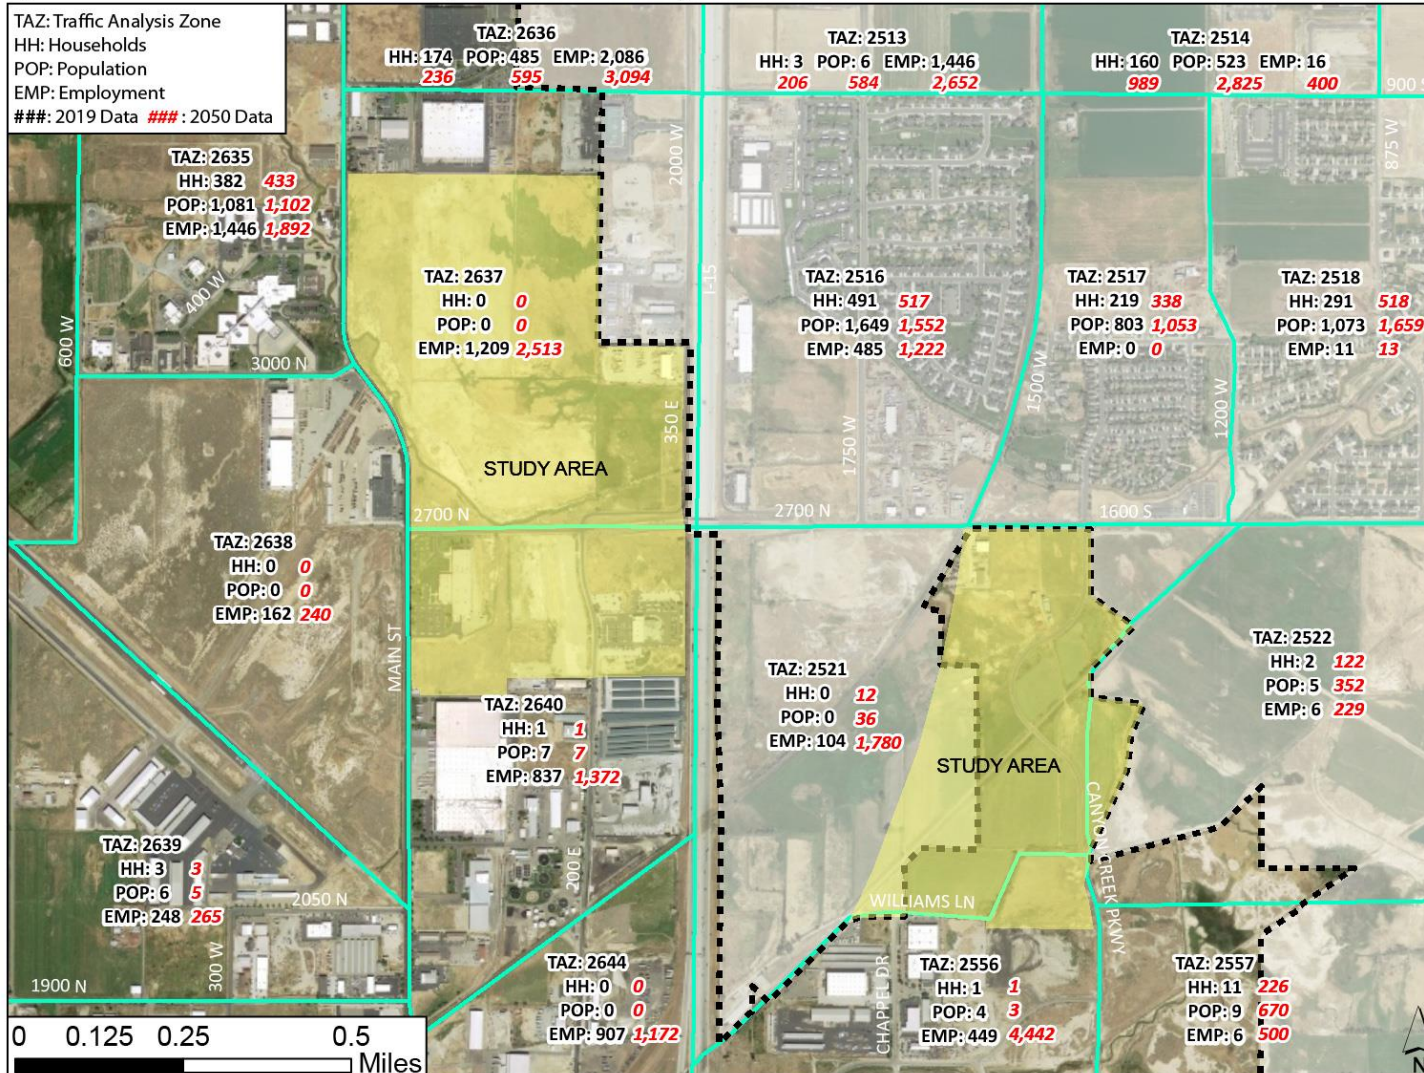 TAZ: Traffic Analysis Zone
HH: Households
POP: Population
EMP: Employment
###: 2019 Data ### : 2050 Data
TAZ: 2636
HH: 174 POP: 485 EMP: 2,086
236 595 3,094
TAZ: 2513
HH: 3 POP: 6 EMP: 1,446
206 584 2,652
TAZ: 2514
HH: 160 POP: 523 EMP: 16
989 2,825 400
900 S
TAZ: 2635
HH: 382 433
POP: 1,081 1,102
EMP: 1,446 1,892
2000 W
875 W
400 W
600 W
3000 N
TAZ: 2637
HH: 0 0
POP: 0 0
EMP: 1,209 2,513
I-15
TAZ: 2516
HH: 491 517
POP: 1,649 1,552
EMP: 485 1,222
TAZ: 2517
HH: 219 338
POP: 803 1,053
EMP: 0 0
TAZ: 2518
HH: 291 518
POP: 1,073 1,659
EMP: 11 13
350 E
1750 W
1500 W
1200 W
STUDY AREA
2700 N
2700 N
1600 S
TAZ: 2638
HH: 0 0
POP: 0 0
EMP: 162 240
MAIN ST
TAZ: 2640
HH: 1 1
POP: 7 7
EMP: 837 1,372
TAZ: 2521
HH: 0 12
POP: 0 36
EMP: 104 1,780
TAZ: 2522
HH: 2 122
POP: 5 352
EMP: 6 229
STUDY AREA
CANYON CREEK PKWY
TAZ: 2639
HH: 3 3
POP: 6 5
EMP: 248 265
2050 N
300 W
200 E
WILLIAMS LN
CHAPPEL DR
1900 N
TAZ: 2644
HH: 0 0
POP: 0 0
EMP: 907 1,172
TAZ: 2556
HH: 1 1
POP: 4 3
EMP: 449 4,442
TAZ: 2557
HH: 11 226
POP: 9 670
EMP: 6 500
0 0.125 0.25 0.5
Miles
N